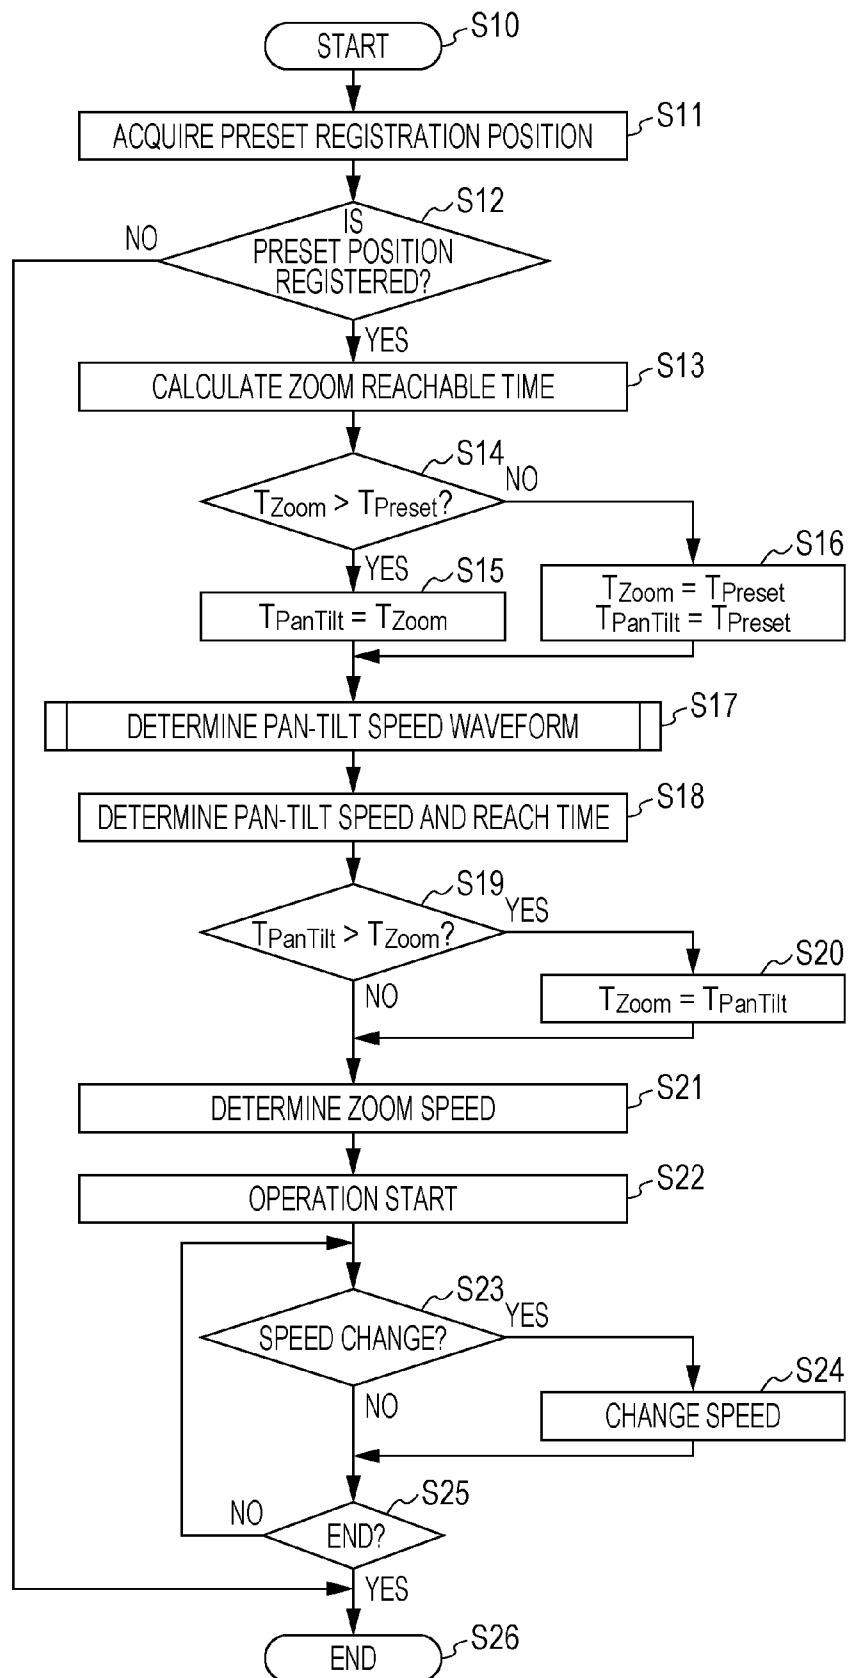 START
S10
ACQUIRE PRESET REGISTRATION POSITION
S11
IS
PRESET POSITION
REGISTERED?
S12
NO
YES
CALCULATE ZOOM REACHABLE TIME
S13
TZoom > TPreset?
S14
NO
YES
TPanTilt = TZoom
S15
TZoom = TPreset
TPanTilt = TPreset
S16
DETERMINE PAN-TILT SPEED WAVEFORM
S17
DETERMINE PAN-TILT SPEED AND REACH TIME
S18
TPanTilt > TZoom?
S19
YES
NO
TZoom = TPanTilt
S20
DETERMINE ZOOM SPEED
S21
OPERATION START
S22
SPEED CHANGE?
S23
YES
NO
CHANGE SPEED
S24
END?
S25
NO
YES
END
S26